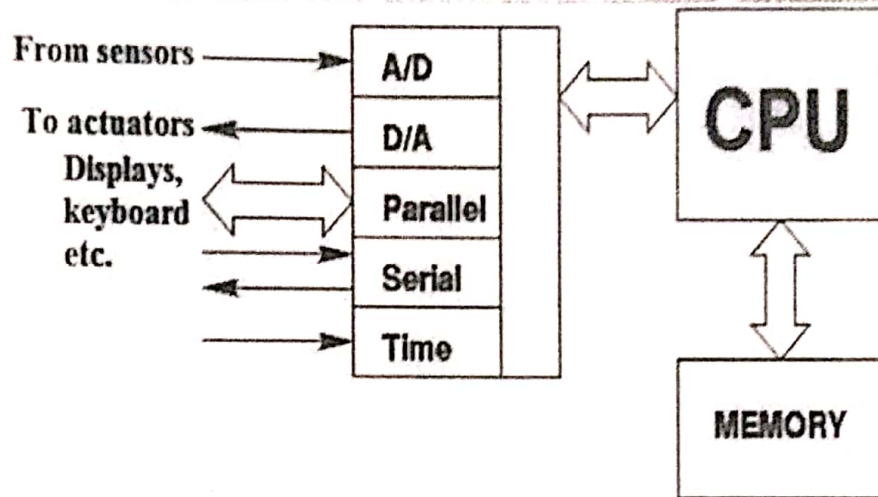 From sensors
To actuators
Displays,
keyboard
etc.
A/D
D/A
Parallel
Serial
Time
CPU
MEMORY